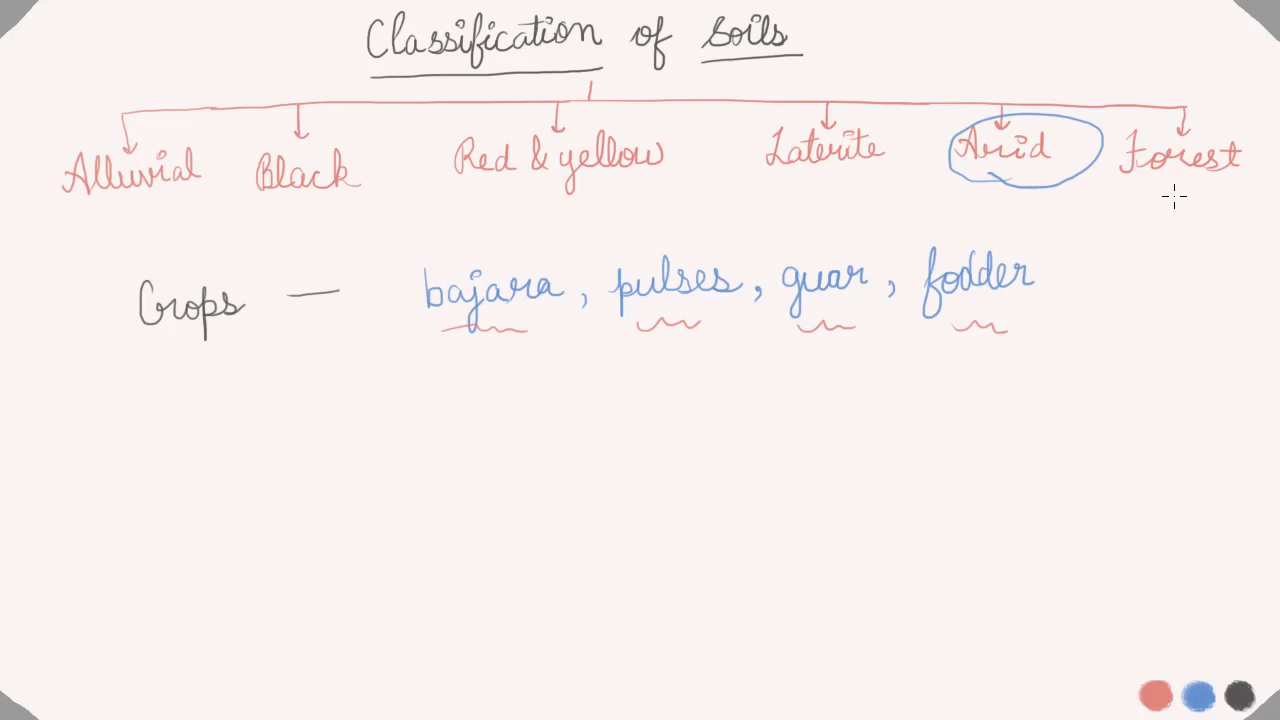 Classification of Soils
Alluvial Black Red & yellow Laterite Arid Forest
Crops — bajara, pulses, guar, fodder